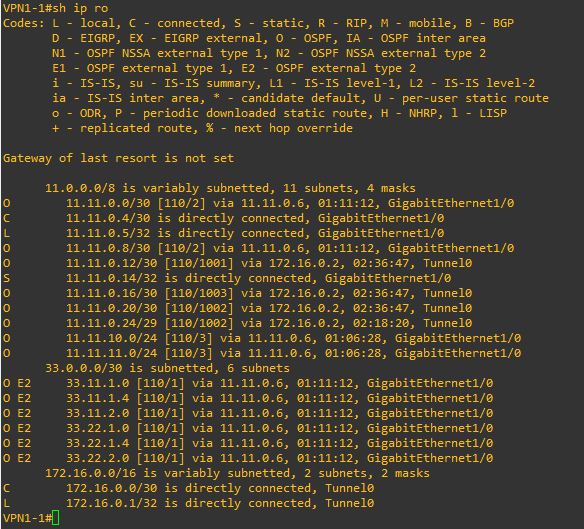 VPN1-1#sh ip ro
Codes: L - local, C - connected, S - static, R - RIP, M - mobile, B - BGP
       D - EIGRP, EX - EIGRP external, O - OSPF, IA - OSPF inter area
       N1 - OSPF NSSA external type 1, N2 - OSPF NSSA external type 2
       E1 - OSPF external type 1, E2 - OSPF external type 2
       i - IS-IS, su - IS-IS summary, L1 - IS-IS level-1, L2 - IS-IS level-2
       ia - IS-IS inter area, * - candidate default, U - per-user static route
       o - ODR, P - periodic downloaded static route, H - NHRP, l - LISP
       + - replicated route, % - next hop override

Gateway of last resort is not set

      11.0.0.0/8 is variably subnetted, 11 subnets, 4 masks
O        11.11.0.0/30 [110/2] via 11.11.0.6, 01:11:12, GigabitEthernet1/0
C        11.11.0.4/30 is directly connected, GigabitEthernet1/0
L        11.11.0.5/32 is directly connected, GigabitEthernet1/0
O        11.11.0.8/30 [110/2] via 11.11.0.6, 01:11:12, GigabitEthernet1/0
O        11.11.0.12/30 [110/1001] via 172.16.0.2, 02:36:47, Tunnel0
S        11.11.0.14/32 is directly connected, GigabitEthernet1/0
O        11.11.0.16/30 [110/1003] via 172.16.0.2, 02:36:47, Tunnel0
O        11.11.0.20/30 [110/1002] via 172.16.0.2, 02:36:47, Tunnel0
O        11.11.0.24/29 [110/1002] via 172.16.0.2, 02:18:20, Tunnel0
O        11.11.10.0/24 [110/3] via 11.11.0.6, 01:06:28, GigabitEthernet1/0
O        11.11.11.0/24 [110/3] via 11.11.0.6, 01:06:28, GigabitEthernet1/0
      33.0.0.0/30 is subnetted, 6 subnets
O E2     33.11.1.0 [110/1] via 11.11.0.6, 01:11:12, GigabitEthernet1/0
O E2     33.11.1.4 [110/1] via 11.11.0.6, 01:11:12, GigabitEthernet1/0
O E2     33.11.2.0 [110/1] via 11.11.0.6, 01:11:12, GigabitEthernet1/0
O E2     33.22.1.0 [110/1] via 11.11.0.6, 01:11:12, GigabitEthernet1/0
O E2     33.22.1.4 [110/1] via 11.11.0.6, 01:11:12, GigabitEthernet1/0
O E2     33.22.2.0 [110/1] via 11.11.0.6, 01:11:12, GigabitEthernet1/0
      172.16.0.0/16 is variably subnetted, 2 subnets, 2 masks
C        172.16.0.0/30 is directly connected, Tunnel0
L        172.16.0.1/32 is directly connected, Tunnel0
VPN1-1#